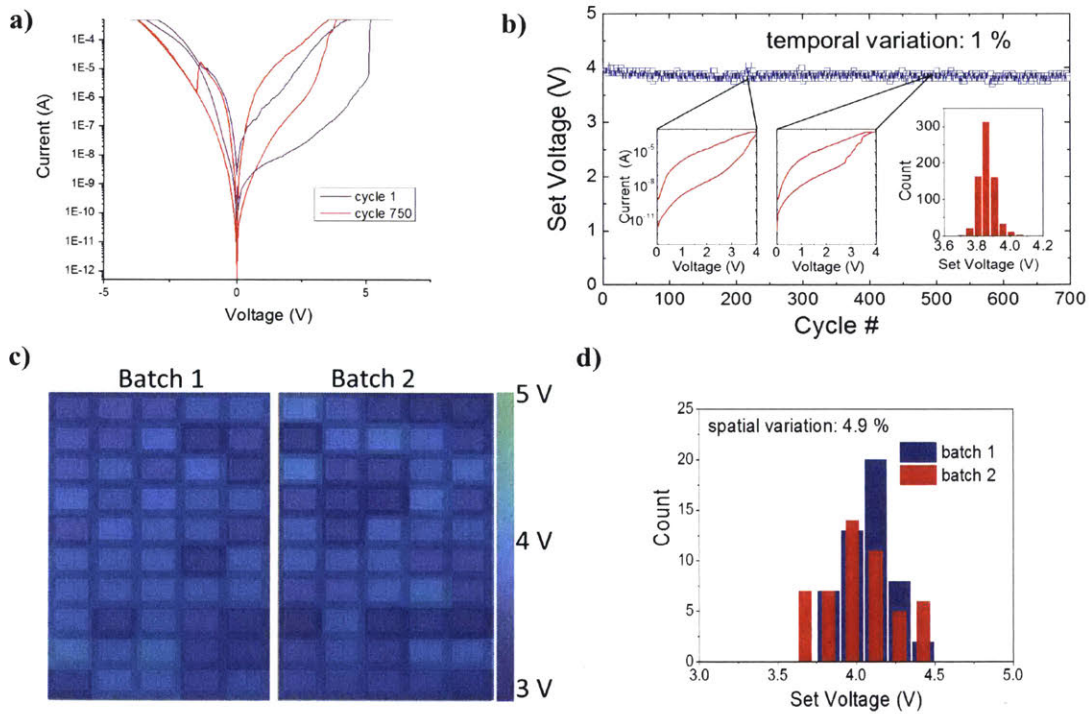 a)
1E-4
1E-5
1E-6
1E-7
1E-8
1E-9
1E-10
1E-11
1E-12
Current (A)
cycle 1
cycle 750
-5
0
5
Voltage (V)
b)
5
4
3
2
1
0
Set Voltage (V)
temporal variation: 1 %
10⁻⁵
10⁻⁸
10⁻¹¹
Current (A)
0 1 2 3 4
Voltage (V)
0 1 2 3 4
Voltage (V)
300
150
0
Count
3.6 4.0 4.2
Set Voltage (V)
0 100 200 300 400 500 600 700
Cycle #
c)
Batch 1
Batch 2
5 V
4 V
3 V
d)
25
20
15
10
5
0
Count
spatial variation: 4.9 %
batch 1
batch 2
3.0 3.5 4.0 4.5 5.0
Set Voltage (V)